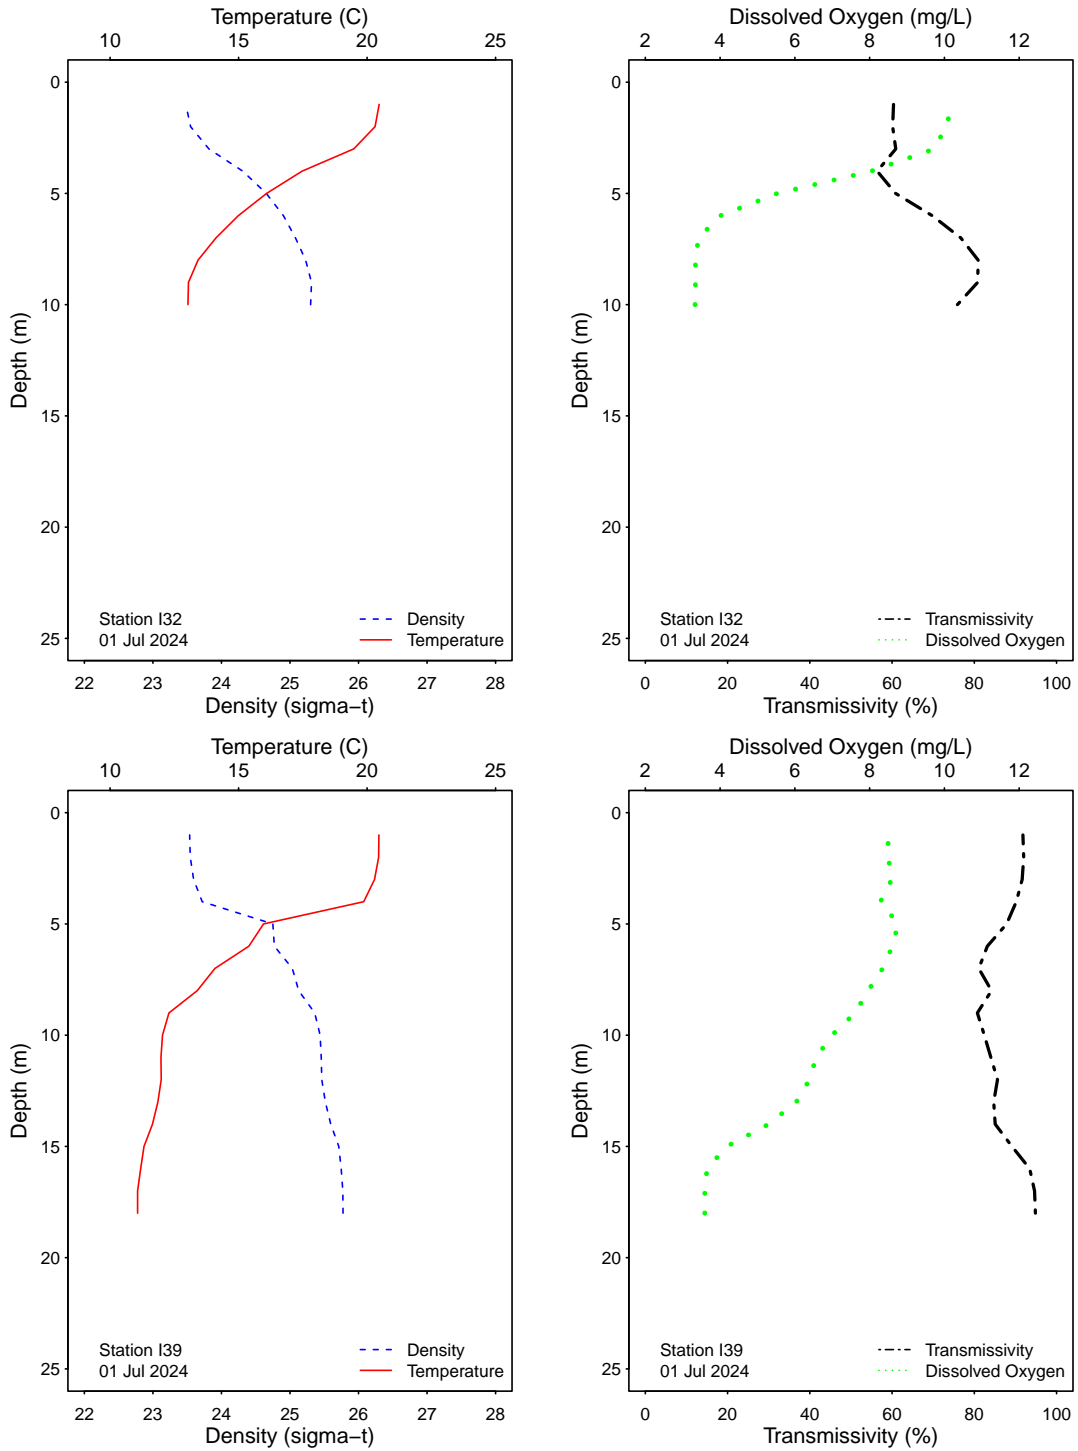 Temperature (C)
10 15 20 25
0
5
10
15
20
25
Depth (m)
Station I32
01 Jul 2024
Density
Temperature
22 23 24 25 26 27 28
Density (sigma−t)
Dissolved Oxygen (mg/L)
2 4 6 8 10 12
0
5
10
15
20
25
Depth (m)
Station I32
01 Jul 2024
Transmissivity
Dissolved Oxygen
0 20 40 60 80 100
Transmissivity (%)
Temperature (C)
10 15 20 25
0
5
10
15
20
25
Depth (m)
Station I39
01 Jul 2024
Density
Temperature
22 23 24 25 26 27 28
Density (sigma−t)
Dissolved Oxygen (mg/L)
2 4 6 8 10 12
0
5
10
15
20
25
Depth (m)
Station I39
01 Jul 2024
Transmissivity
Dissolved Oxygen
0 20 40 60 80 100
Transmissivity (%)